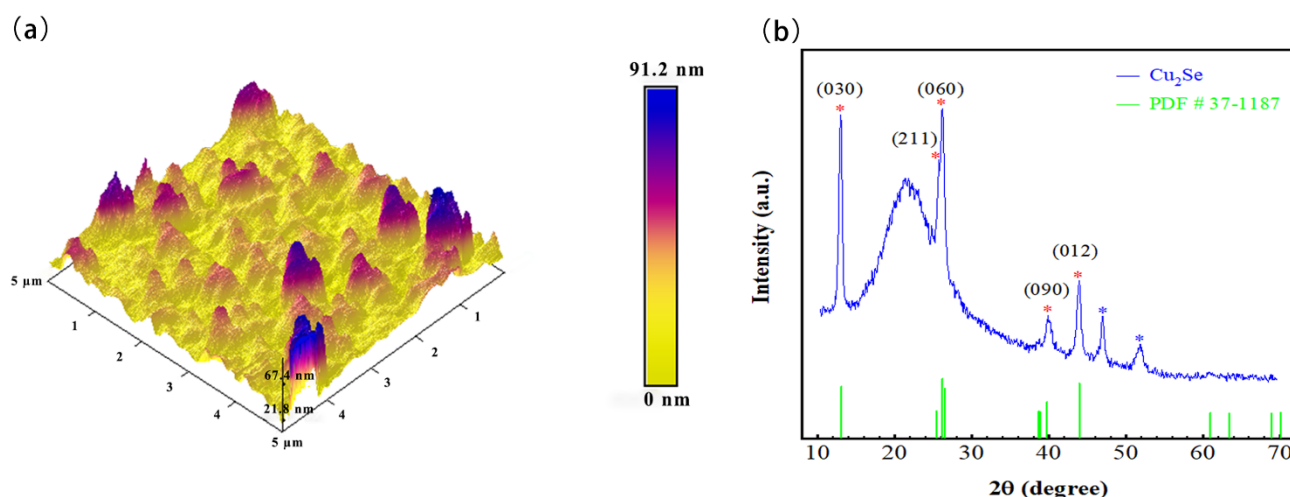 (a)
91.2 nm
0 nm
5 μm
1
2
3
4
5 μm
67.4 nm
21.8 nm
4
3
2
1
(b)
Cu₂Se
PDF # 37-1187
(030)
*
(060)
*
(211)
*
(012)
*
(090)
*
*
*
Intensity (a.u.)
10 20 30 40 50 60 70
2θ (degree)